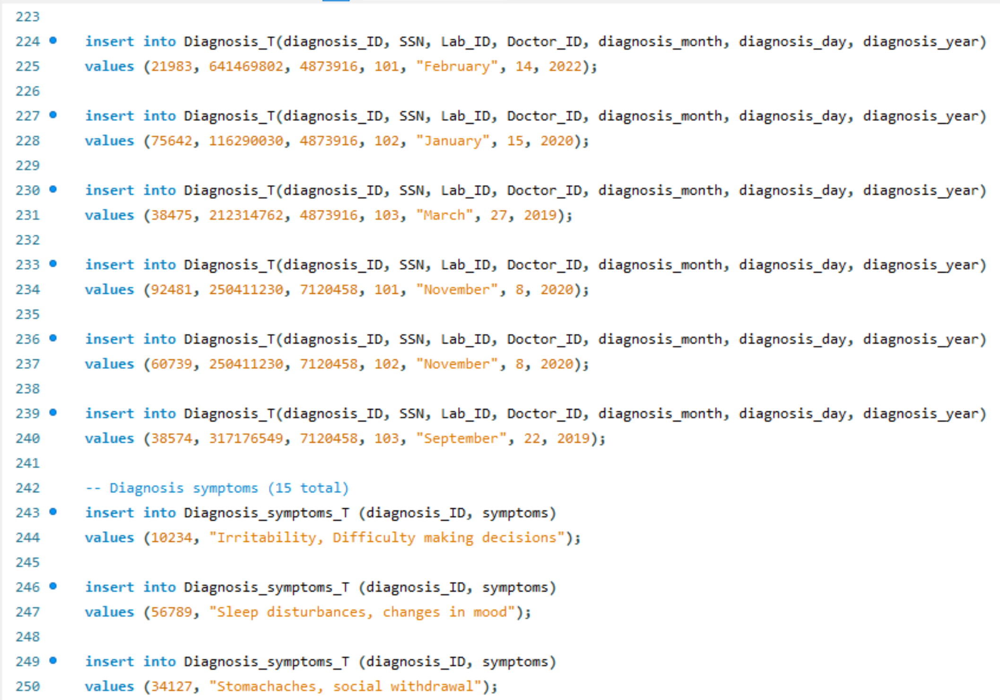 223
224 insert into Diagnosis_T(diagnosis_ID, SSN, Lab_ID, Doctor_ID, diagnosis_month, diagnosis_day, diagnosis_year)
225 values (21983, 641469802, 4873916, 101, "February", 14, 2022);
226
227 insert into Diagnosis_T(diagnosis_ID, SSN, Lab_ID, Doctor_ID, diagnosis_month, diagnosis_day, diagnosis_year)
228 values (75642, 116290030, 4873916, 102, "January", 15, 2020);
229
230 insert into Diagnosis_T(diagnosis_ID, SSN, Lab_ID, Doctor_ID, diagnosis_month, diagnosis_day, diagnosis_year)
231 values (38475, 212314762, 4873916, 103, "March", 27, 2019);
232
233 insert into Diagnosis_T(diagnosis_ID, SSN, Lab_ID, Doctor_ID, diagnosis_month, diagnosis_day, diagnosis_year)
234 values (92481, 250411230, 7120458, 101, "November", 8, 2020);
235
236 insert into Diagnosis_T(diagnosis_ID, SSN, Lab_ID, Doctor_ID, diagnosis_month, diagnosis_day, diagnosis_year)
237 values (60739, 250411230, 7120458, 102, "November", 8, 2020);
238
239 insert into Diagnosis_T(diagnosis_ID, SSN, Lab_ID, Doctor_ID, diagnosis_month, diagnosis_day, diagnosis_year)
240 values (38574, 317176549, 7120458, 103, "September", 22, 2019);
241
242 -- Diagnosis symptoms (15 total)
243 insert into Diagnosis_symptoms_T (diagnosis_ID, symptoms)
244 values (10234, "Irritability, Difficulty making decisions");
245
246 insert into Diagnosis_symptoms_T (diagnosis_ID, symptoms)
247 values (56789, "Sleep disturbances, changes in mood");
248
249 insert into Diagnosis_symptoms_T (diagnosis_ID, symptoms)
250 values (34127, "Stomachaches, social withdrawal");